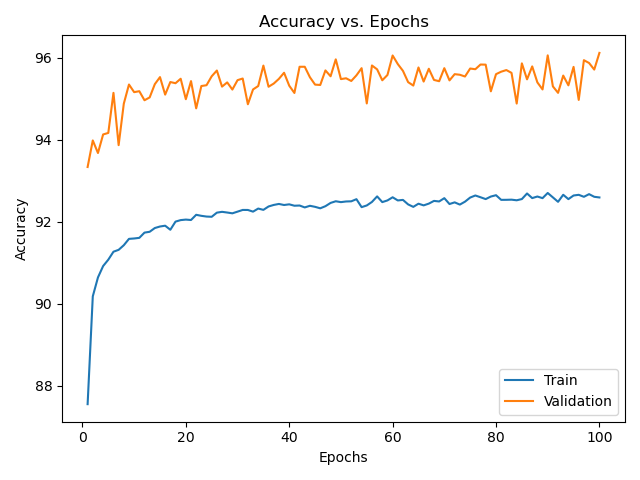 Accuracy vs. Epochs
Accuracy
96
94
92
90
88
0 20 40 60 80 100
Epochs
Train
Validation